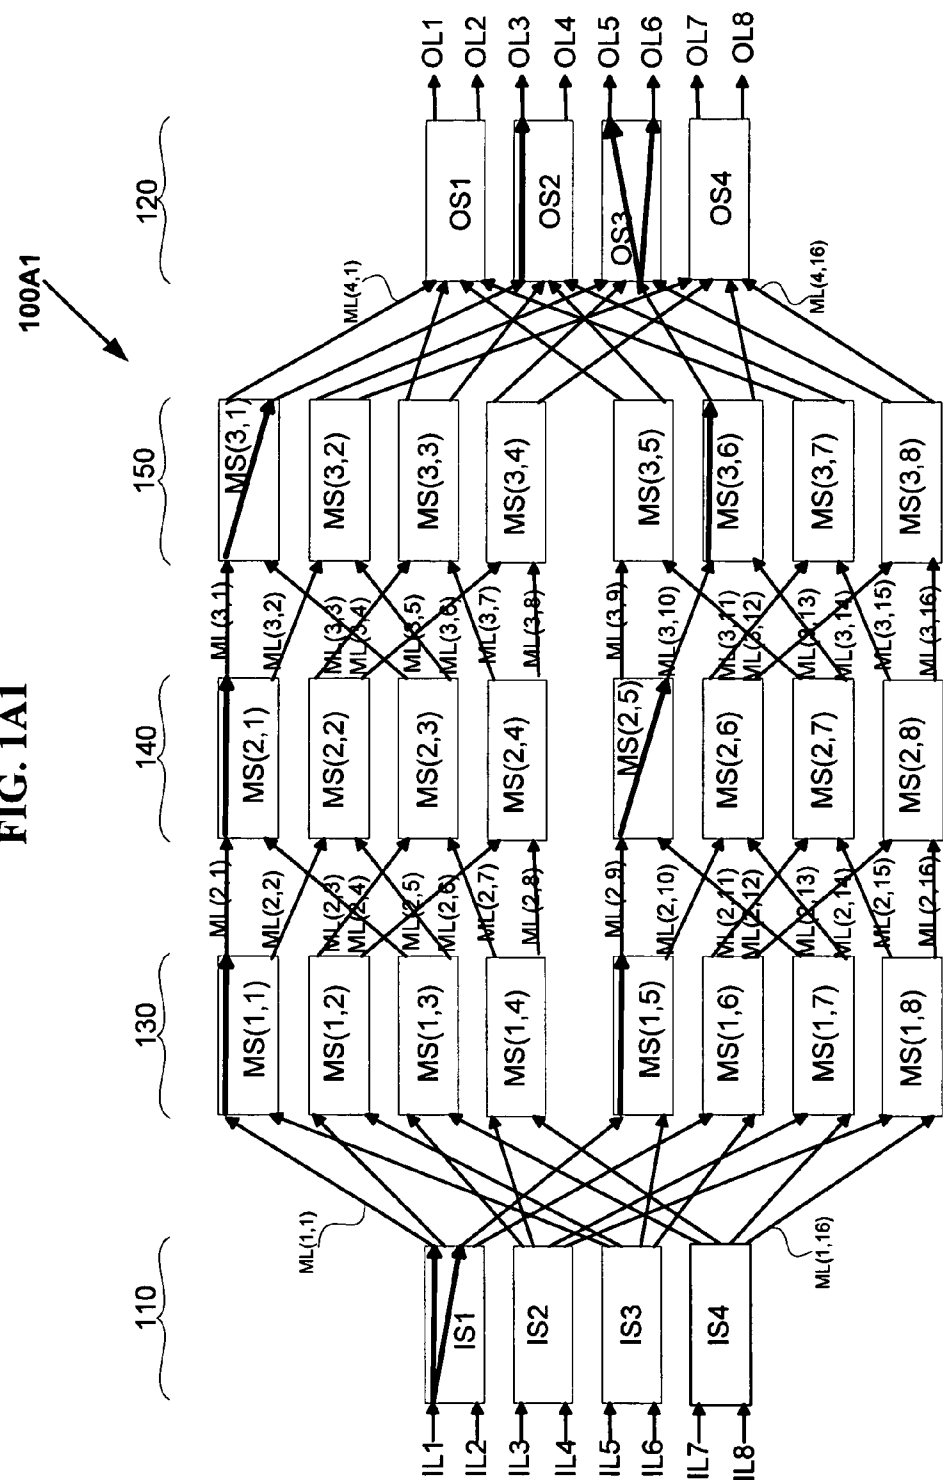 FIG. 1A1
100A1
110
130
140
150
120
ML(1,1)
ML(4,1)
ML(1,16)
ML(4,16)
IL1
IL2
IL3
IL4
IL5
IL6
IL7
IL8
IS1
IS2
IS3
IS4
MS(1,1)
MS(1,2)
MS(1,3)
MS(1,4)
MS(1,5)
MS(1,6)
MS(1,7)
MS(1,8)
ML(2,1)
ML(2,2)
ML(2,3)
ML(2,4)
ML(2,5)
ML(2,6)
ML(2,7)
ML(2,8)
ML(2,9)
ML(2,10)
ML(2,11)
ML(2,12)
ML(2,13)
ML(2,14)
ML(2,15)
ML(2,16)
MS(2,1)
MS(2,2)
MS(2,3)
MS(2,4)
MS(2,5)
MS(2,6)
MS(2,7)
MS(2,8)
ML(3,1)
ML(3,2)
ML(3,3)
ML(3,4)
ML(3,5)
ML(3,6)
ML(3,7)
ML(3,8)
ML(3,9)
ML(3,10)
ML(3,11)
ML(3,12)
ML(3,13)
ML(3,14)
ML(3,15)
ML(3,16)
MS(3,1)
MS(3,2)
MS(3,3)
MS(3,4)
MS(3,5)
MS(3,6)
MS(3,7)
MS(3,8)
OS1
OS2
OS3
OS4
OL1
OL2
OL3
OL4
OL5
OL6
OL7
OL8